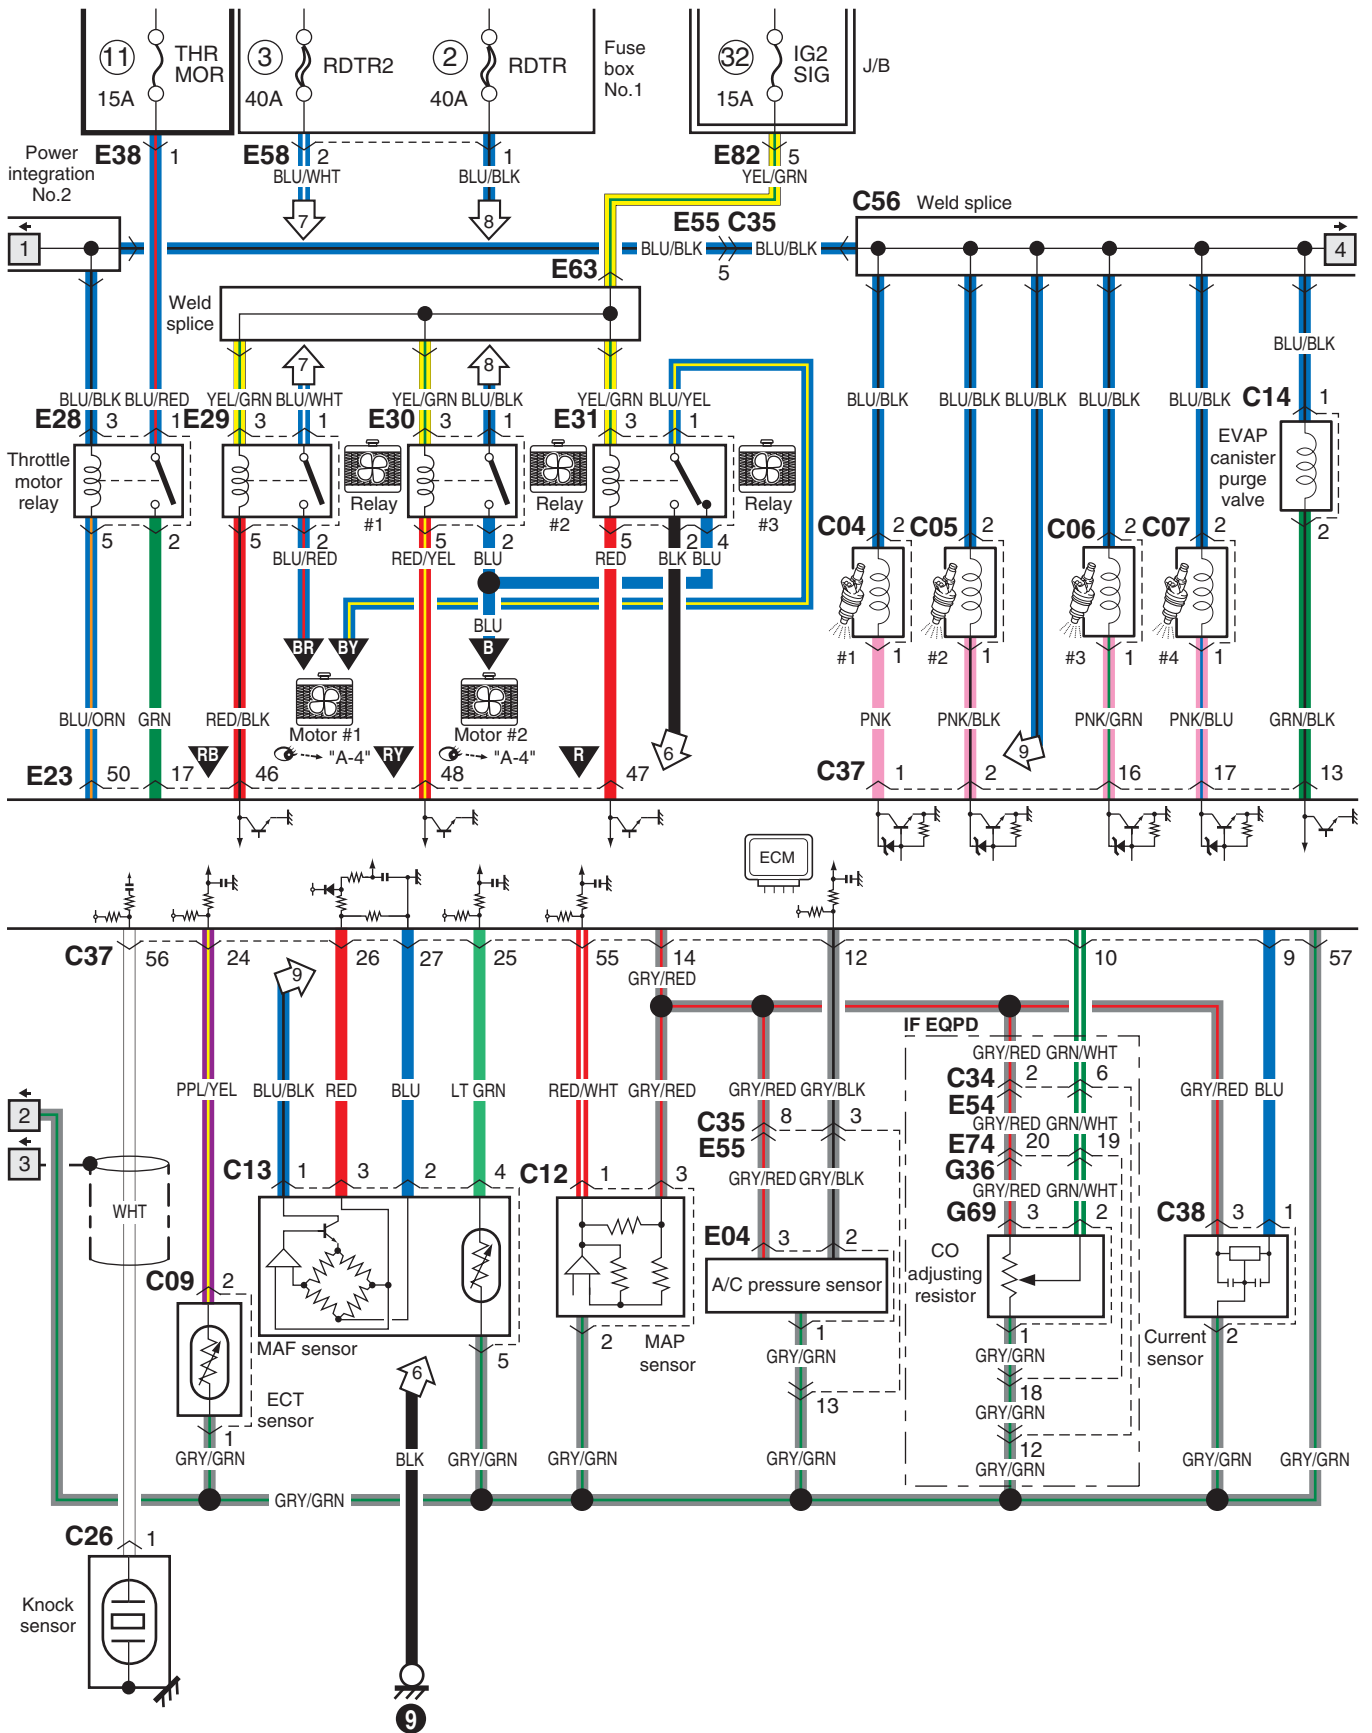 11 THR MOR 15A
3 RDTR2 40A
2 RDTR 40A
Fuse box No.1
32 IG2 SIG 15A
J/B
Power integration No.2
E38 1
E58 2 1
E82 5
BLU/WHT BLU/BLK YEL/GRN
7 8
C56 Weld splice
E55 C35
1 BLU/BLK BLU/BLK 4
5
E63
Weld splice
7 8
BLU/BLK
BLU/BLK BLU/RED YEL/GRN BLU/WHT YEL/GRN BLU/BLK YEL/GRN BLU/YEL BLU/BLK BLU/BLK BLU/BLK BLU/BLK BLU/BLK
E28 3 1 E29 3 1 E30 3 1 E31 3 1 C14 1
Throttle motor relay
Relay #1
Relay #2
Relay #3
EVAP canister purge valve
5 2 5 2 5 2 5 2 4
2
BLU/RED RED/YEL BLU RED BLK BLU
C04 2 C05 2 C06 2 C07 2
BLU
#1 1 #2 1 #3 1 #4 1
BR BY B
Motor #1
"A-4"
Motor #2
"A-4"
BLU/ORN GRN RED/BLK
PNK PNK/BLK PNK/GRN PNK/BLU GRN/BLK
RB RY R 6 9
E23 50 17 46 48 47
C37 1 2 16 17 13
ECM
C37 56 24 26 27 25 55 14 12 10 9 57
GRY/RED
9
IF EQPD
GRY/RED GRN/WHT
PPL/YEL BLU/BLK RED BLU LT GRN RED/WHT GRY/RED GRY/RED GRY/BLK GRY/RED BLU
C34 2 6
E54
2
3
C35 8 3
E55
GRY/RED GRN/WHT
E74 20 19
G36
C13 1 3 2 4
C12 1 3
GRY/RED GRY/BLK
GRY/RED GRN/WHT
WHT
G69 3 2
C38 3 1
E04 3 2
CO adjusting resistor
A/C pressure sensor
C09 2
MAF sensor
5
2 MAP sensor
1
1
2
Current sensor
6
GRY/GRN GRY/GRN
13
18
GRY/GRN
12
ECT sensor
1
GRY/GRN BLK GRY/GRN GRY/GRN GRY/GRN GRY/GRN GRY/GRN GRY/GRN
GRY/GRN
C26 1
Knock sensor
9